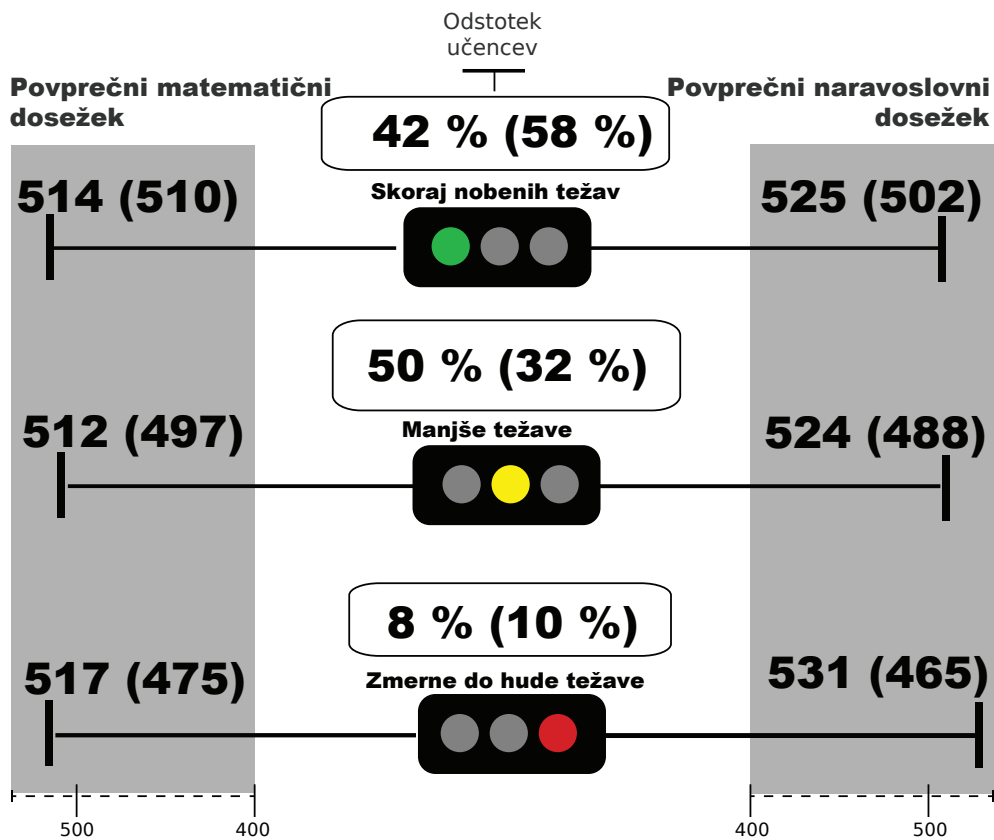 Odstotek
učencev
Povprečni matematični
dosežek
Povprečni naravoslovni
dosežek
42 % (58 %)
Skoraj nobenih težav
514 (510)
525 (502)
50 % (32 %)
Manjše težave
512 (497)
524 (488)
8 % (10 %)
Zmerne do hude težave
517 (475)
531 (465)
500
400
400
500